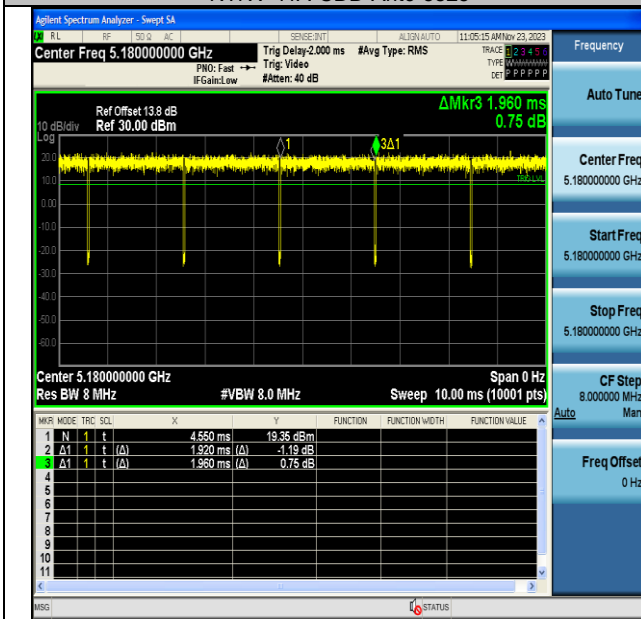 Agilent Spectrum Analyzer - Swept SA
RL RF 50 Ω AC SENSE:INT ALIGN AUTO 11:05:15 AM Nov 23, 2023
Center Freq 5.180000000 GHz
PNO: Fast
IFGain:Low
Trig Delay-2.000 ms
Trig: Video
#Atten: 40 dB
#Avg Type: RMS
TRACE 1 2 3 4 5 6
TYPE WWWWWW
DET P P P P P P
Frequency
ΔMkr3 1.960 ms
0.75 dB
Ref Offset 13.8 dB
10 dB/div Ref 30.00 dBm
Log
1
3Δ1
20.0
10.0
TRIG LVL
0.00
-10.0
-20.0
-30.0
-40.0
-50.0
-60.0
Center 5.180000000 GHz Span 0 Hz
Res BW 8 MHz #VBW 8.0 MHz Sweep 10.00 ms (10001 pts)
MKR MODE TRC SCL X Y FUNCTION FUNCTION WIDTH FUNCTION VALUE
1 N 1 t 4.550 ms 19.35 dBm
2 Δ1 1 t (Δ) 1.920 ms (Δ) -1.19 dB
3 Δ1 1 t (Δ) 1.960 ms (Δ) 0.75 dB
4
5
6
7
8
9
10
11
MSG STATUS
Auto Tune
Center Freq
5.180000000 GHz
Start Freq
5.180000000 GHz
Stop Freq
5.180000000 GHz
CF Step
8.000000 MHz
Auto Man
Freq Offset
0 Hz